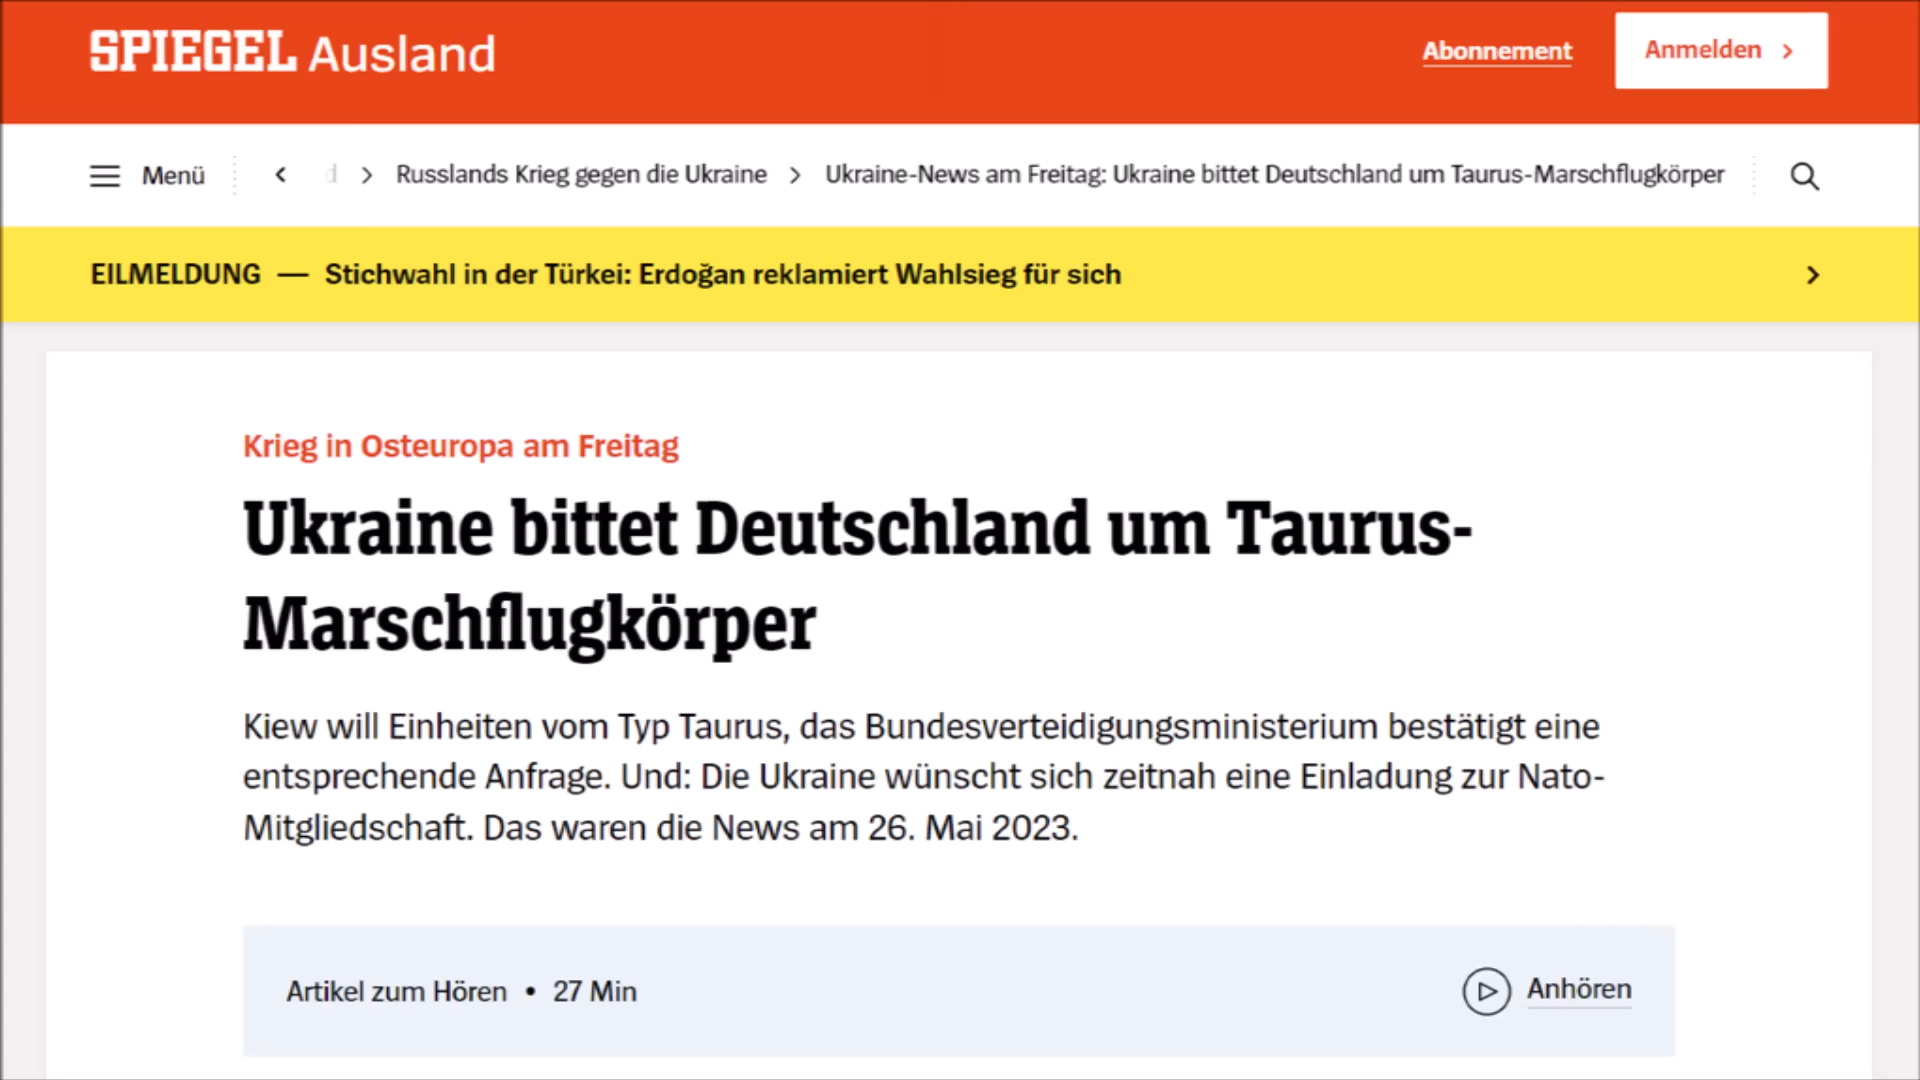 SPIEGEL Ausland
Abonnement
Anmelden
Menü
d
Russlands Krieg gegen die Ukraine
Ukraine-News am Freitag: Ukraine bittet Deutschland um Taurus-Marschflugkörper
EILMELDUNG — Stichwahl in der Türkei: Erdoğan reklamiert Wahlsieg für sich
Krieg in Osteuropa am Freitag
Ukraine bittet Deutschland um Taurus-
Marschflugkörper
Kiew will Einheiten vom Typ Taurus, das Bundesverteidigungsministerium bestätigt eine
entsprechende Anfrage. Und: Die Ukraine wünscht sich zeitnah eine Einladung zur Nato-
Mitgliedschaft. Das waren die News am 26. Mai 2023.
Artikel zum Hören • 27 Min
Anhören